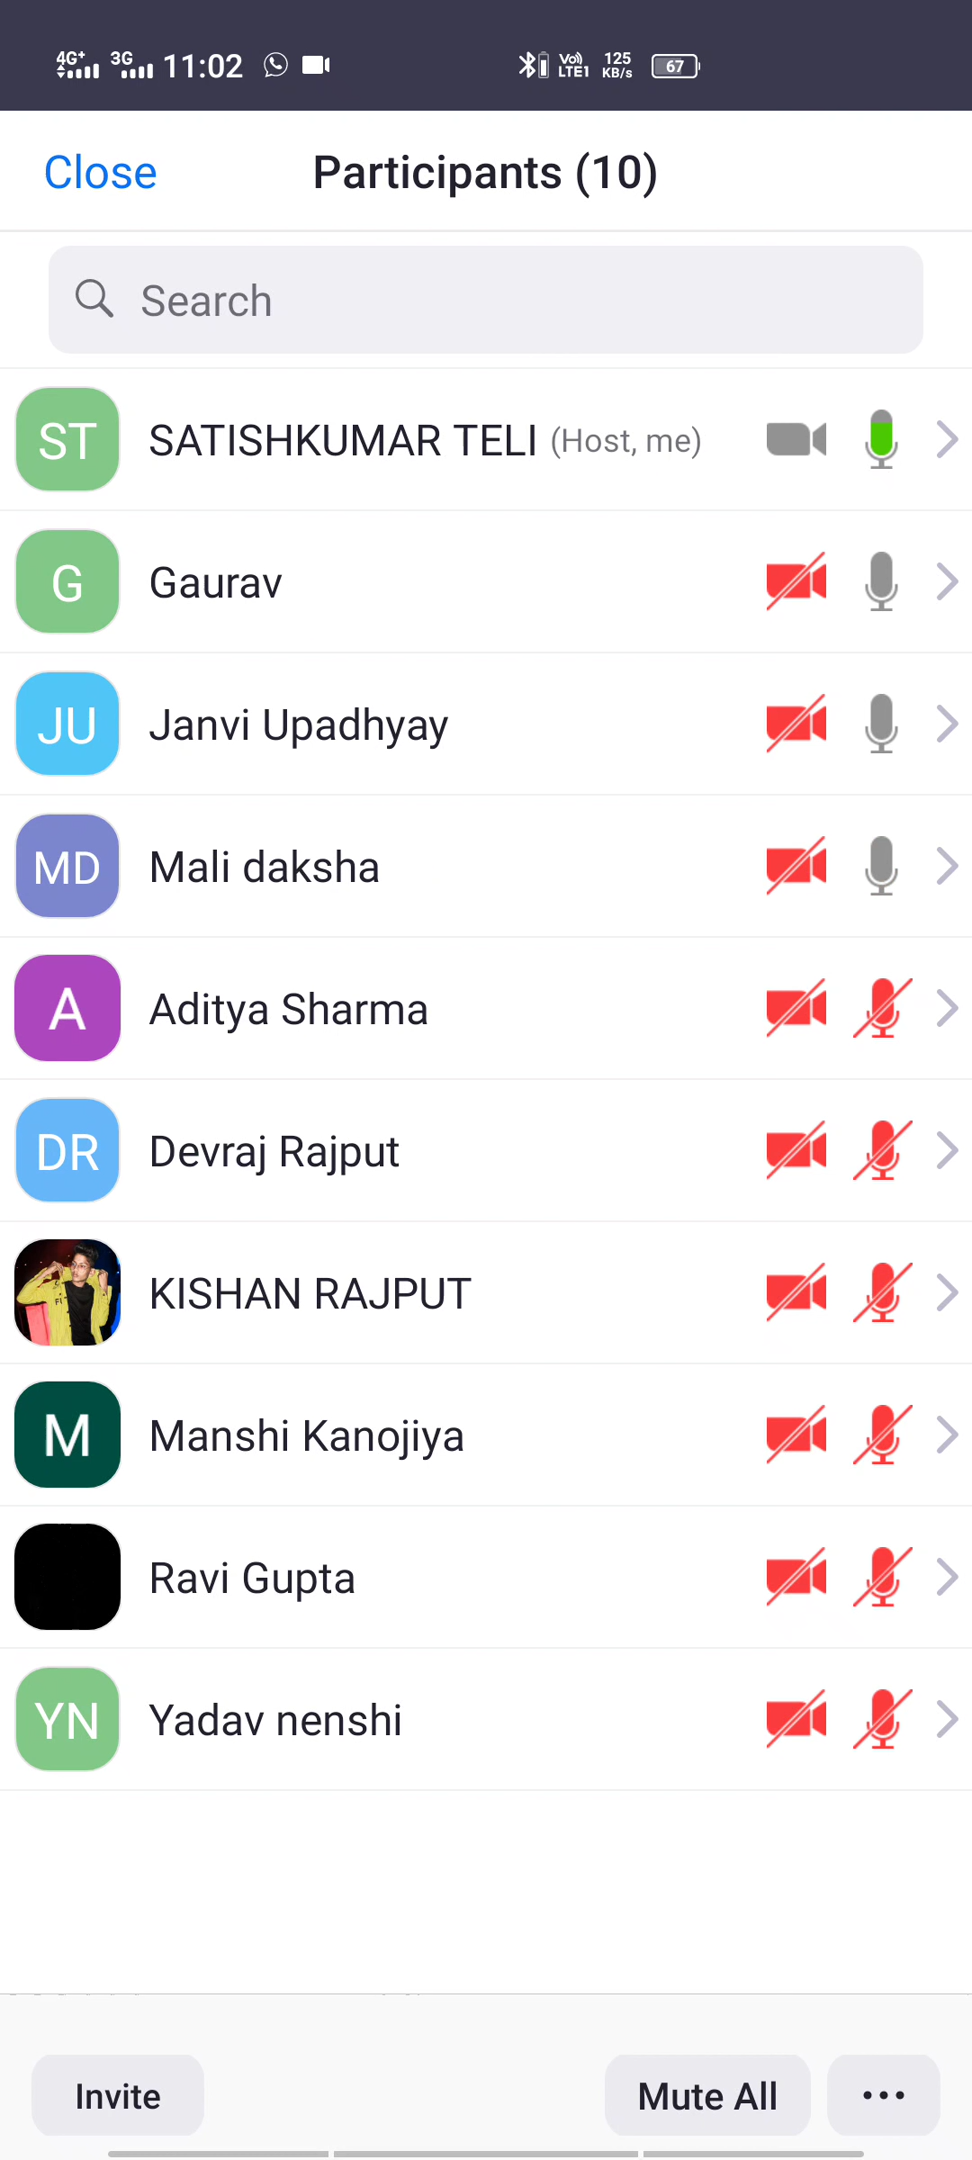 4G+ 3G 11:02 Vo) LTE1 125 KB/s 67
Close Participants (10)
Search
ST SATISHKUMAR TELI (Host, me)
G Gaurav
JU Janvi Upadhyay
MD Mali daksha
A Aditya Sharma
DR Devraj Rajput
KISHAN RAJPUT
M Manshi Kanojiya
Ravi Gupta
YN Yadav nenshi
Invite Mute All ...